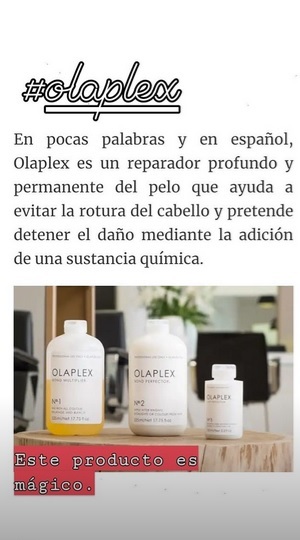 #olaplex
En pocas palabras y en español,
Olaplex es un reparador profundo y
permanente del pelo que ayuda a
evitar la rotura del cabello y pretende
detener el daño mediante la adición
de una sustancia química.
OLAPLEX
OLAPLEX
OLAPLEX
Nº1
Nº2
Este producto es
mágico.